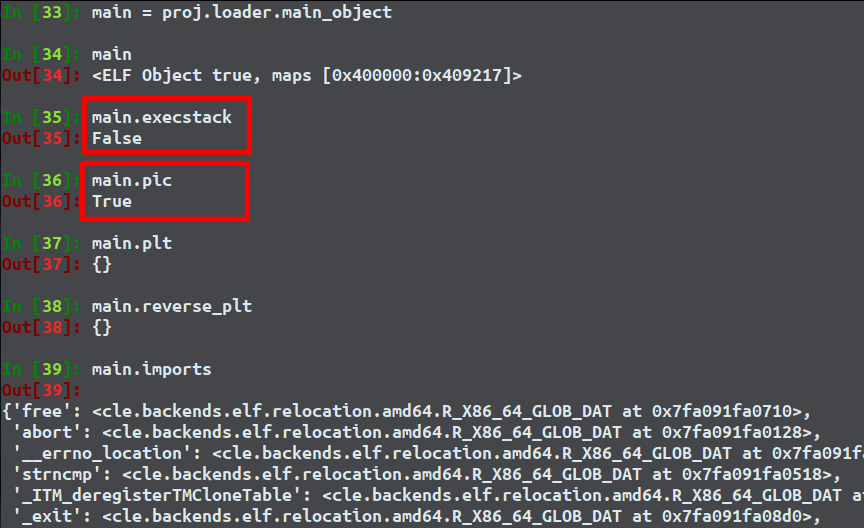 In [33]: main = proj.loader.main_object
In [34]: main
Out[34]: <ELF Object true, maps [0x400000:0x409217]>
In [35]: main.execstack
Out[35]: False
In [36]: main.pic
Out[36]: True
In [37]: main.plt
Out[37]: {}
In [38]: main.reverse_plt
Out[38]: {}
In [39]: main.imports
Out[39]:
{'free': <cle.backends.elf.relocation.amd64.R_X86_64_GLOB_DAT at 0x7fa091fa0710>,
 'abort': <cle.backends.elf.relocation.amd64.R_X86_64_GLOB_DAT at 0x7fa091fa0128>,
 '__errno_location': <cle.backends.elf.relocation.amd64.R_X86_64_GLOB_DAT at 0x7fa091fa
 'strncmp': <cle.backends.elf.relocation.amd64.R_X86_64_GLOB_DAT at 0x7fa091fa0518>,
 '_ITM_deregisterTMCloneTable': <cle.backends.elf.relocation.amd64.R_X86_64_GLOB_DAT at
 '_exit': <cle.backends.elf.relocation.amd64.R_X86_64_GLOB_DAT at 0x7fa091fa08d0>,